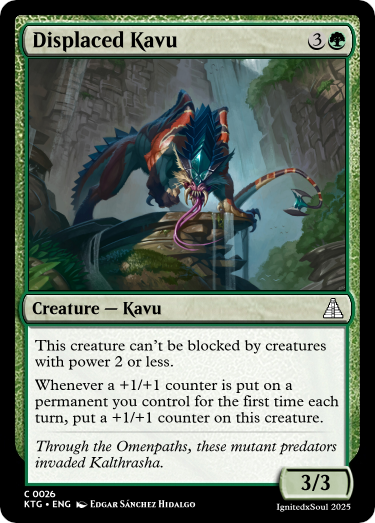 Displaced Kavu 3
Creature — Kavu
This creature can't be blocked by creatures
with power 2 or less.
Whenever a +1/+1 counter is put on a
permanent you control for the first time each
turn, put a +1/+1 counter on this creature.
Through the Omenpaths, these mutant predators
invaded Kalthrasha.
3/3
C 0026
KTG • ENG Edgar Sánchez Hidalgo
IgnitedxSoul 2025